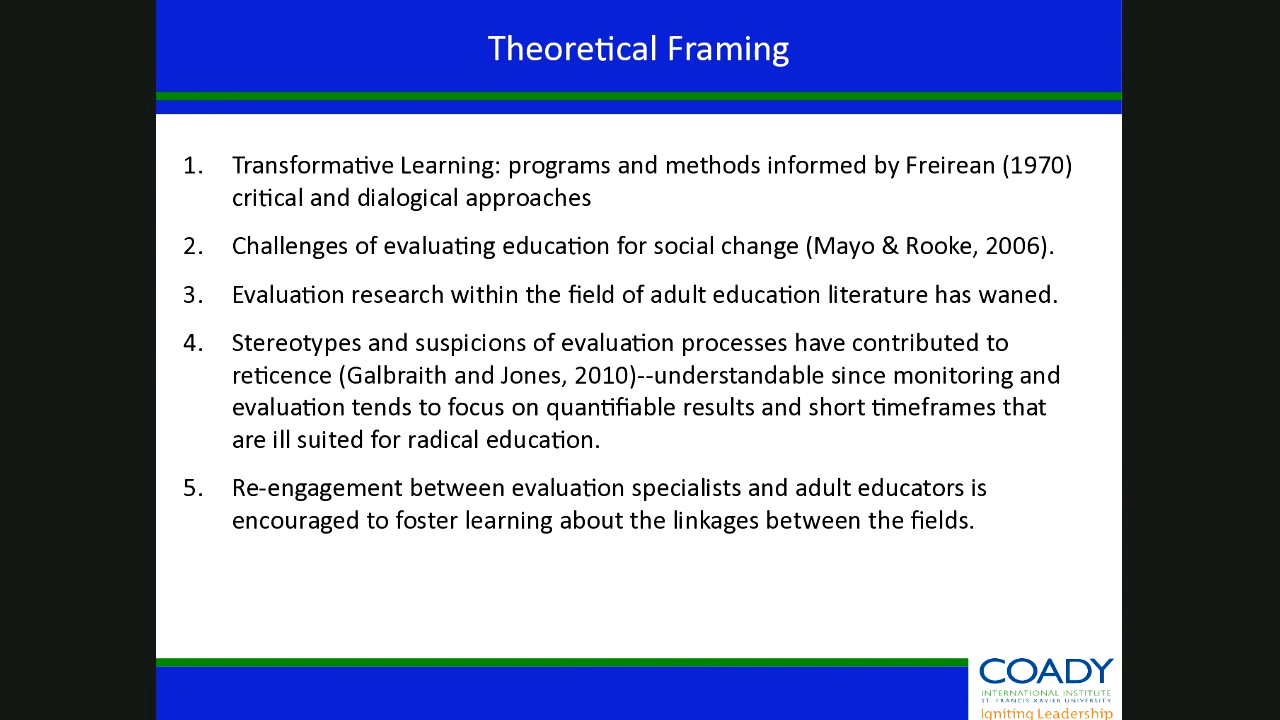 Theoretical Framing
1. Transformative Learning: programs and methods informed by Freirean (1970)
critical and dialogical approaches
2. Challenges of evaluating education for social change (Mayo & Rooke, 2006).
3. Evaluation research within the field of adult education literature has waned.
4. Stereotypes and suspicions of evaluation processes have contributed to
reticence (Galbraith and Jones, 2010)--understandable since monitoring and
evaluation tends to focus on quantifiable results and short timeframes that
are ill suited for radical education.
5. Re-engagement between evaluation specialists and adult educators is
encouraged to foster learning about the linkages between the fields.
COADY
INTERNATIONAL INSTITUTE
ST. FRANCIS XAVIER UNIVERSITY
Igniting Leadership